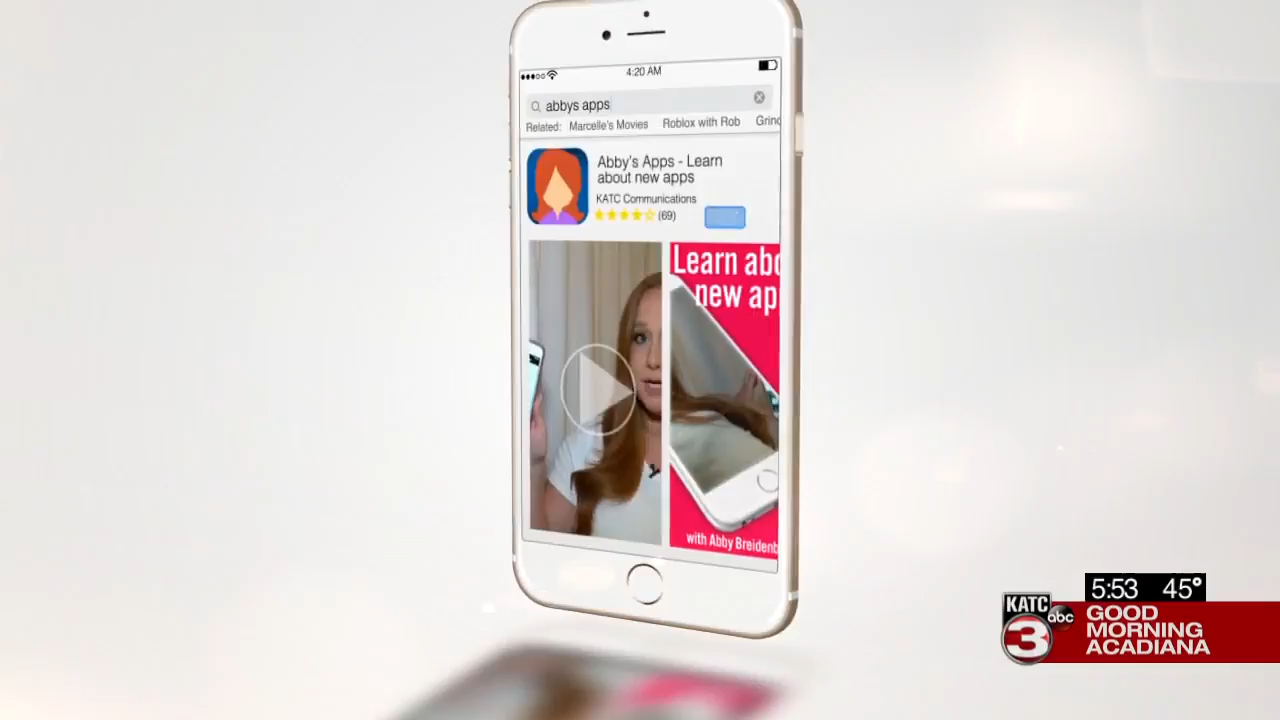 4:20 AM
abbys apps
Related: Marcelle's Movies Roblox with Rob Grind
Abby's Apps - Learn
about new apps
KATC Communications
(69)
Learn abo
new ap
with Abby Breidenb
5:53 45°
KATC
3
abc
GOOD
MORNING
ACADIANA